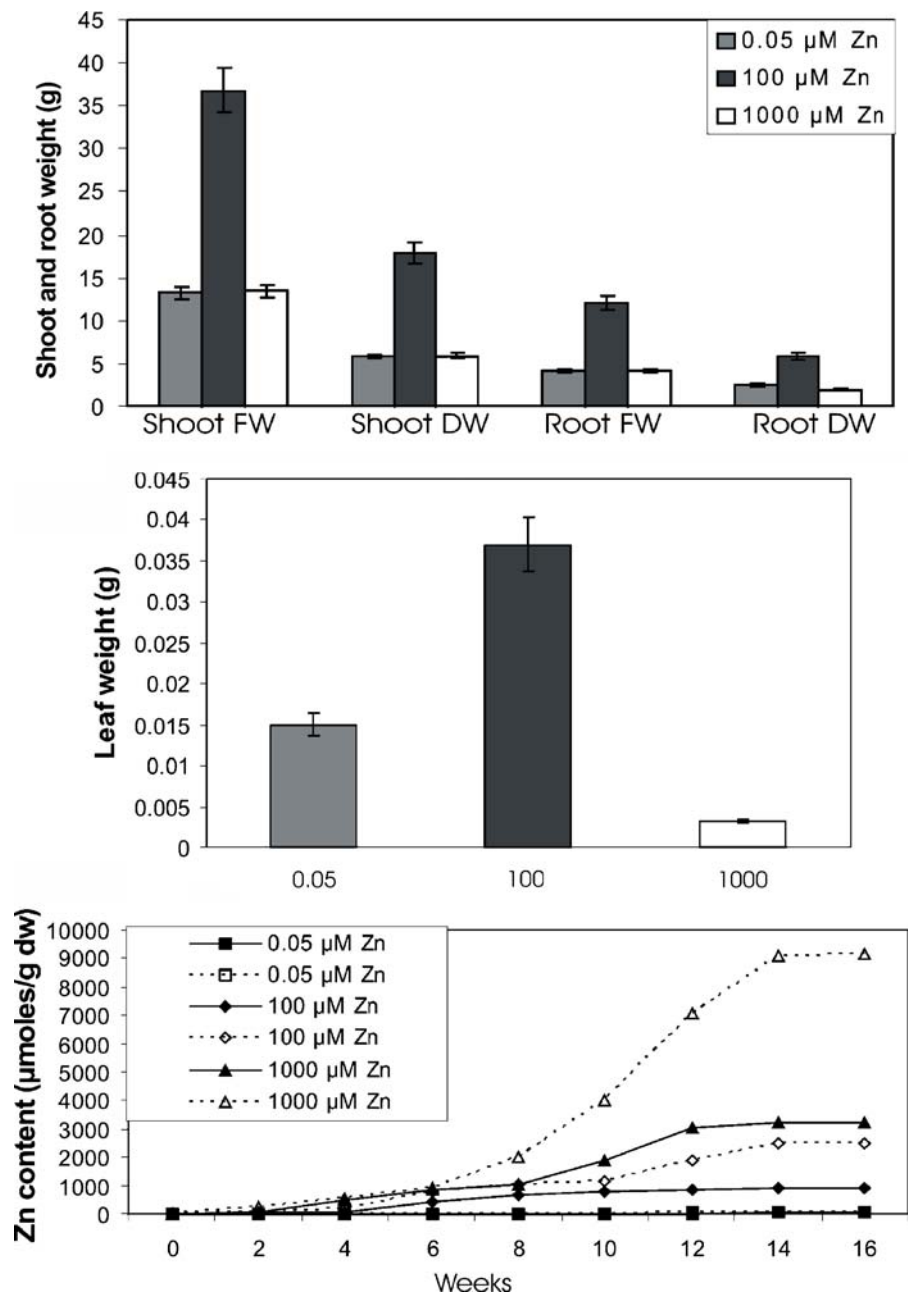 45
40
35
30
25
20
15
10
5
0
Shoot and root weight (g)
0.05 µM Zn
100 µM Zn
1000 µM Zn
Shoot FW Shoot DW Root FW Root DW
0.045
0.04
0.035
0.03
0.025
0.02
0.015
0.01
0.005
0
Leaf weight (g)
0.05 100 1000
10000
9000
8000
7000
6000
5000
4000
3000
2000
1000
0
Zn content (µmoles/g dw)
0.05 µM Zn
0.05 µM Zn
100 µM Zn
100 µM Zn
1000 µM Zn
1000 µM Zn
0 2 4 6 8 10 12 14 16
Weeks